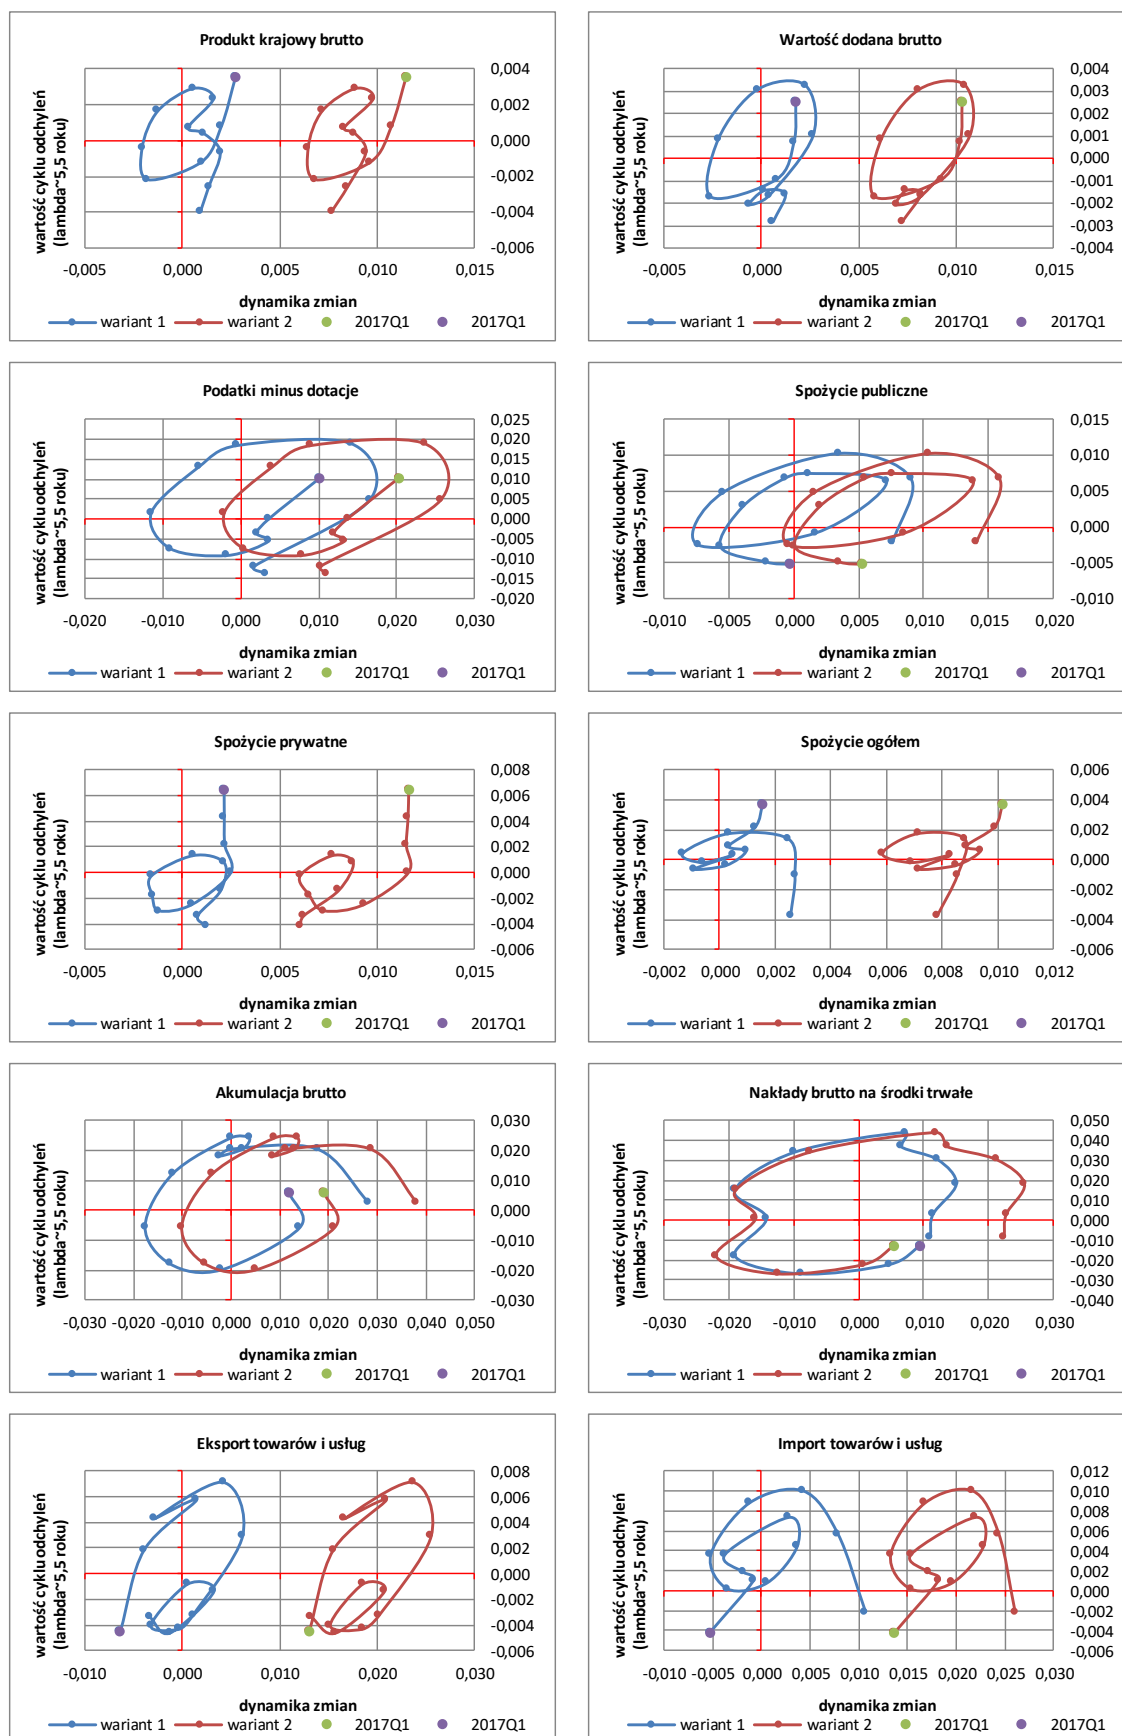 Produkt krajowy brutto
0,004
0,002
0,000
-0,002
-0,004
-0,006
-0,005 0,000 0,005 0,010 0,015
wartość cyklu odchyleń
(lambda~5,5 roku)
dynamika zmian
wariant 1 wariant 2 2017Q1 2017Q1
Wartość dodana brutto
0,004
0,003
0,002
0,001
0,000
-0,001
-0,002
-0,003
-0,004
-0,005 0,000 0,005 0,010 0,015
wartość cyklu odchyleń
(lambda~5,5 roku)
dynamika zmian
wariant 1 wariant 2 2017Q1 2017Q1
Podatki minus dotacje
0,025
0,020
0,015
0,010
0,005
0,000
-0,005
-0,010
-0,015
-0,020
-0,020 -0,010 0,000 0,010 0,020 0,030
wartość cyklu odchyleń
(lambda~5,5 roku)
dynamika zmian
wariant 1 wariant 2 2017Q1 2017Q1
Spożycie publiczne
0,015
0,010
0,005
0,000
-0,005
-0,010
-0,010 -0,005 0,000 0,005 0,010 0,015 0,020
wartość cyklu odchyleń
(lambda~5,5 roku)
dynamika zmian
wariant 1 wariant 2 2017Q1 2017Q1
Spożycie prywatne
0,008
0,006
0,004
0,002
0,000
-0,002
-0,004
-0,006
-0,005 0,000 0,005 0,010 0,015
wartość cyklu odchyleń
(lambda~5,5 roku)
dynamika zmian
wariant 1 wariant 2 2017Q1 2017Q1
Spożycie ogółem
0,006
0,004
0,002
0,000
-0,002
-0,004
-0,006
-0,002 0,000 0,002 0,004 0,006 0,008 0,010 0,012
wartość cyklu odchyleń
(lambda~5,5 roku)
dynamika zmian
wariant 1 wariant 2 2017Q1 2017Q1
Akumulacja brutto
0,030
0,020
0,010
0,000
-0,010
-0,020
-0,030
-0,030 -0,020 -0,010 0,000 0,010 0,020 0,030 0,040 0,050
wartość cyklu odchyleń
(lambda~5,5 roku)
dynamika zmian
wariant 1 wariant 2 2017Q1 2017Q1
Nakłady brutto na środki trwałe
0,050
0,040
0,030
0,020
0,010
0,000
-0,010
-0,020
-0,030
-0,040
-0,030 -0,020 -0,010 0,000 0,010 0,020 0,030
wartość cyklu odchyleń
(lambda~5,5 roku)
dynamika zmian
wariant 1 wariant 2 2017Q1 2017Q1
Eksport towarów i usług
0,008
0,006
0,004
0,002
0,000
-0,002
-0,004
-0,006
-0,010 0,000 0,010 0,020 0,030
wartość cyklu odchyleń
(lambda~5,5 roku)
dynamika zmian
wariant 1 wariant 2 2017Q1 2017Q1
Import towarów i usług
0,012
0,010
0,008
0,006
0,004
0,002
0,000
-0,002
-0,004
-0,006
-0,010 -0,005 0,000 0,005 0,010 0,015 0,020 0,025 0,030
wartość cyklu odchyleń
(lambda~5,5 roku)
dynamika zmian
wariant 1 wariant 2 2017Q1 2017Q1